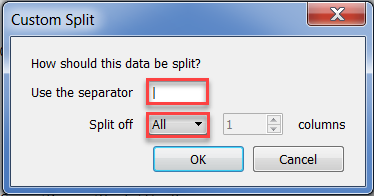 Custom Split
How should this data be split?
Use the separator
Split off All 1 columns
OK Cancel